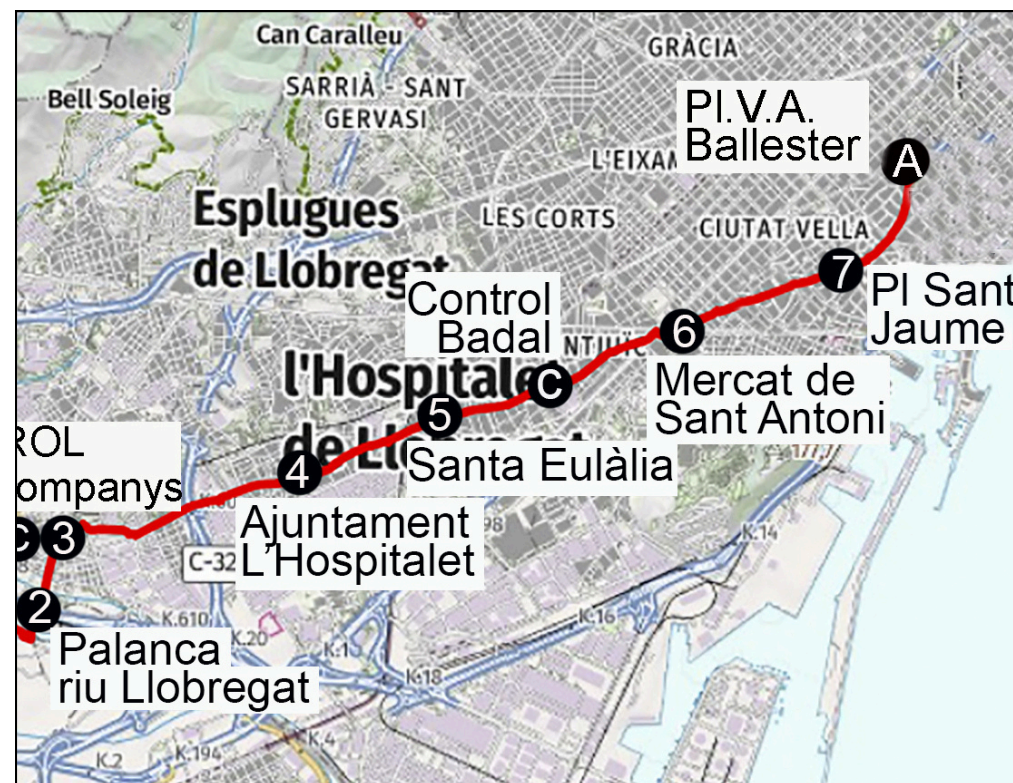 Can Caralleu
GRÀCIA
SARRIÀ - SANT
GERVASI
Bell Soleig
Pl.V.A.
Ballester
A
L'EIXAM
Esplugues
de Llobregat
LES CORTS
CIUTAT VELLA
7
Pl Sant
Jaume
Control
Badal
NTJUÏC
6
l'Hospitalet
de Llobregat
C
Mercat de
Sant Antoni
5
Santa Eulàlia
4
ROL
ompanys
Ajuntament
L'Hospitalet
C-32
C
3
K.14
2
K.610
K.20
K.16
K.1
Palanca
riu Llobregat
K.18
K.4
K.2
K.194